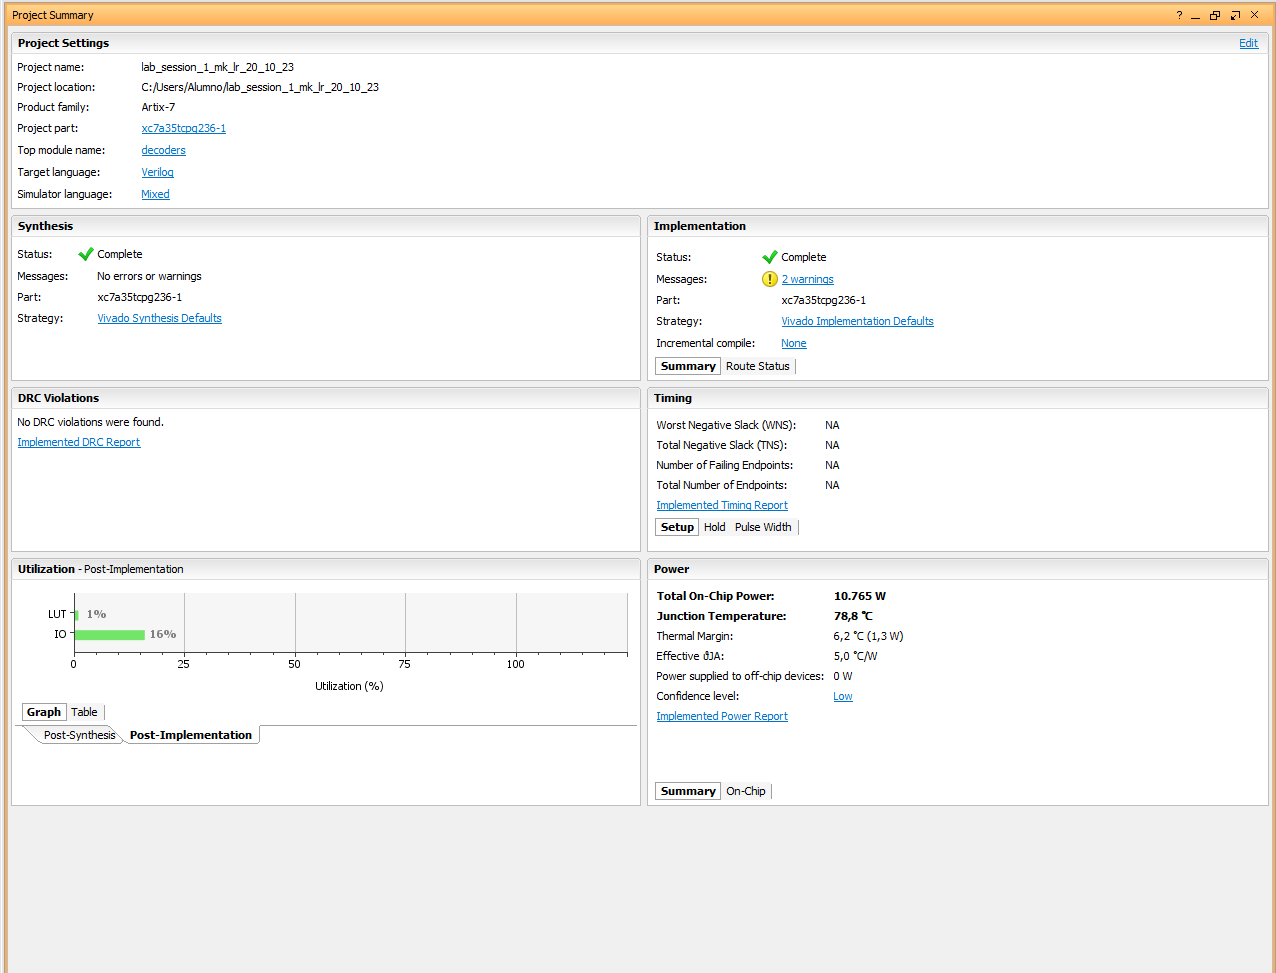 Project Summary
Project Settings
Edit
Project name: lab_session_1_mk_lr_20_10_23
Project location: C:/Users/Alumno/lab_session_1_mk_lr_20_10_23
Product family: Artix-7
Project part: xc7a35tcpg236-1
Top module name: decoders
Target language: Verilog
Simulator language: Mixed
Synthesis
Status: Complete
Messages: No errors or warnings
Part: xc7a35tcpg236-1
Strategy: Vivado Synthesis Defaults
Implementation
Status: Complete
Messages: 2 warnings
Part: xc7a35tcpg236-1
Strategy: Vivado Implementation Defaults
Incremental compile: None
Summary Route Status
DRC Violations
No DRC violations were found.
Implemented DRC Report
Timing
Worst Negative Slack (WNS): NA
Total Negative Slack (TNS): NA
Number of Failing Endpoints: NA
Total Number of Endpoints: NA
Implemented Timing Report
Setup Hold Pulse Width
Utilization - Post-Implementation
LUT 1%
IO 16%
0 25 50 75 100
Utilization (%)
Graph Table
Post-Synthesis Post-Implementation
Power
Total On-Chip Power: 10.765 W
Junction Temperature: 78,8 °C
Thermal Margin: 6,2 °C (1,3 W)
Effective ϑJA: 5,0 °C/W
Power supplied to off-chip devices: 0 W
Confidence level: Low
Implemented Power Report
Summary On-Chip